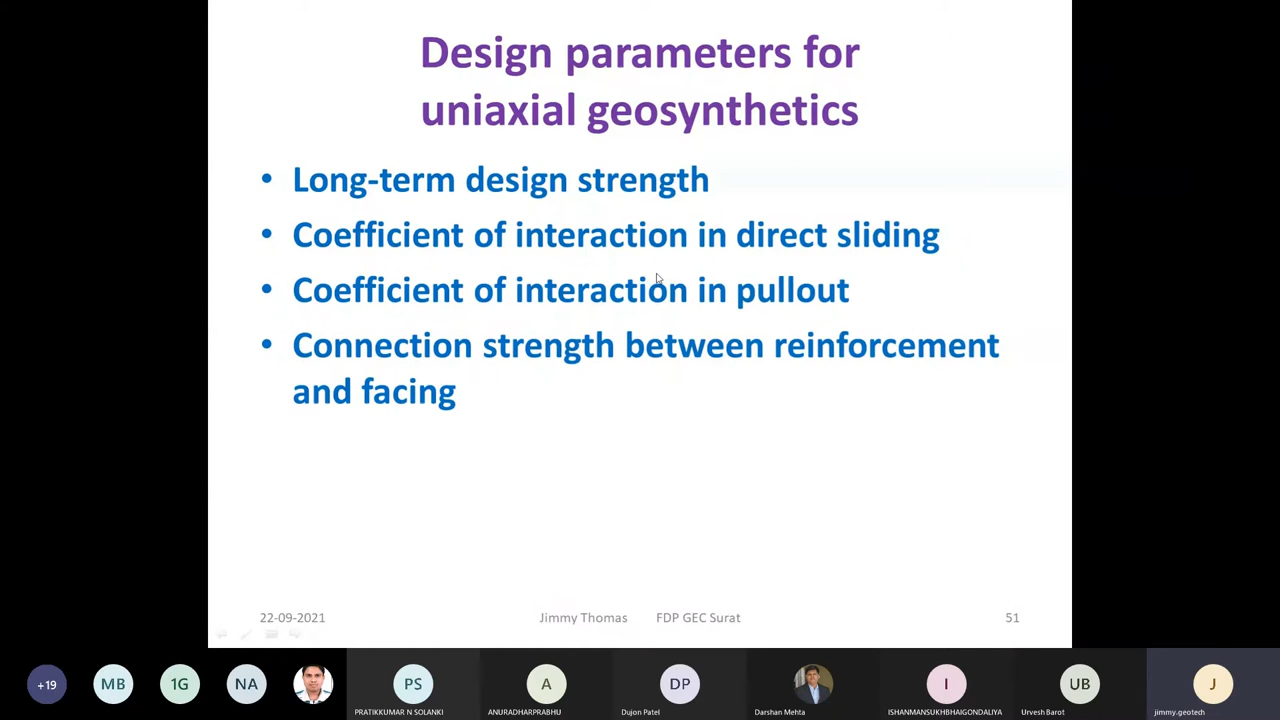 Design parameters for
uniaxial geosynthetics
• Long-term design strength
• Coefficient of interaction in direct sliding
• Coefficient of interaction in pullout
• Connection strength between reinforcement
and facing
22-09-2021 Jimmy Thomas FDP GEC Surat 51
+19 MB 1G NA PS A DP I UB J
PRATIKKUMAR N SOLANKI ANURADHARPRABHU Dujon Patel Darshan Mehta ISHANMANSUKHBHAIGONDALIYA Urvesh Barot jimmy.geotech